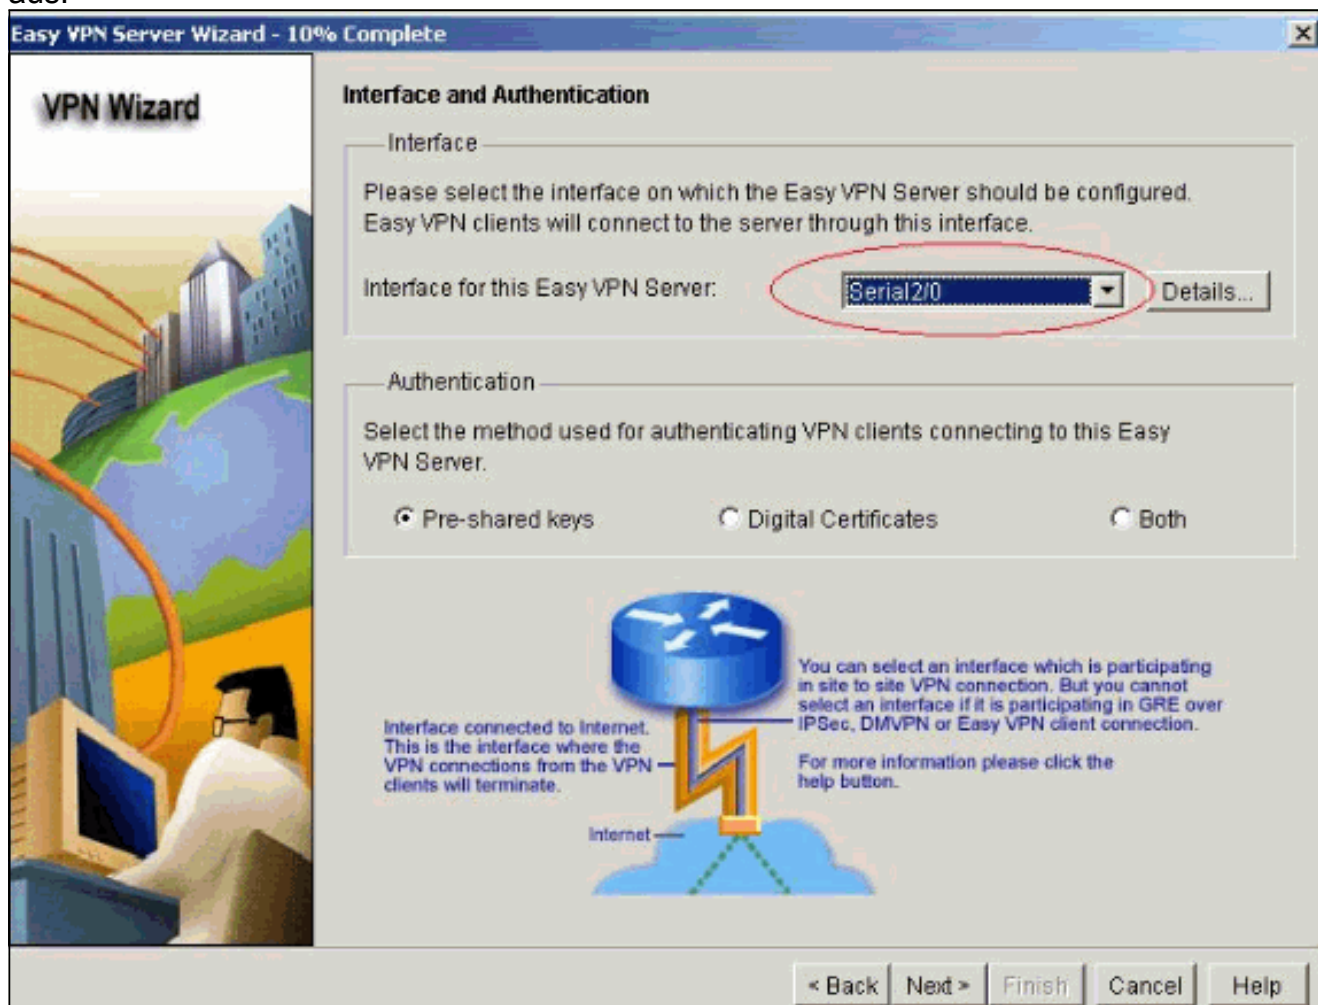 aus.
Easy VPN Server Wizard - 10% Complete
VPN Wizard
Interface and Authentication
Interface
Please select the interface on which the Easy VPN Server should be configured.
Easy VPN clients will connect to the server through this interface.
Interface for this Easy VPN Server:
Serial2/0
Details...
Authentication
Select the method used for authenticating VPN clients connecting to this Easy
VPN Server.
Pre-shared keys
Digital Certificates
Both
You can select an interface which is participating
in site to site VPN connection. But you cannot
select an interface if it is participating in GRE over
IPSec, DMVPN or Easy VPN client connection.
For more information please click the
help button.
Interface connected to Internet.
This is the interface where the
VPN connections from the VPN
clients will terminate.
Internet
< Back
Next >
Finish
Cancel
Help